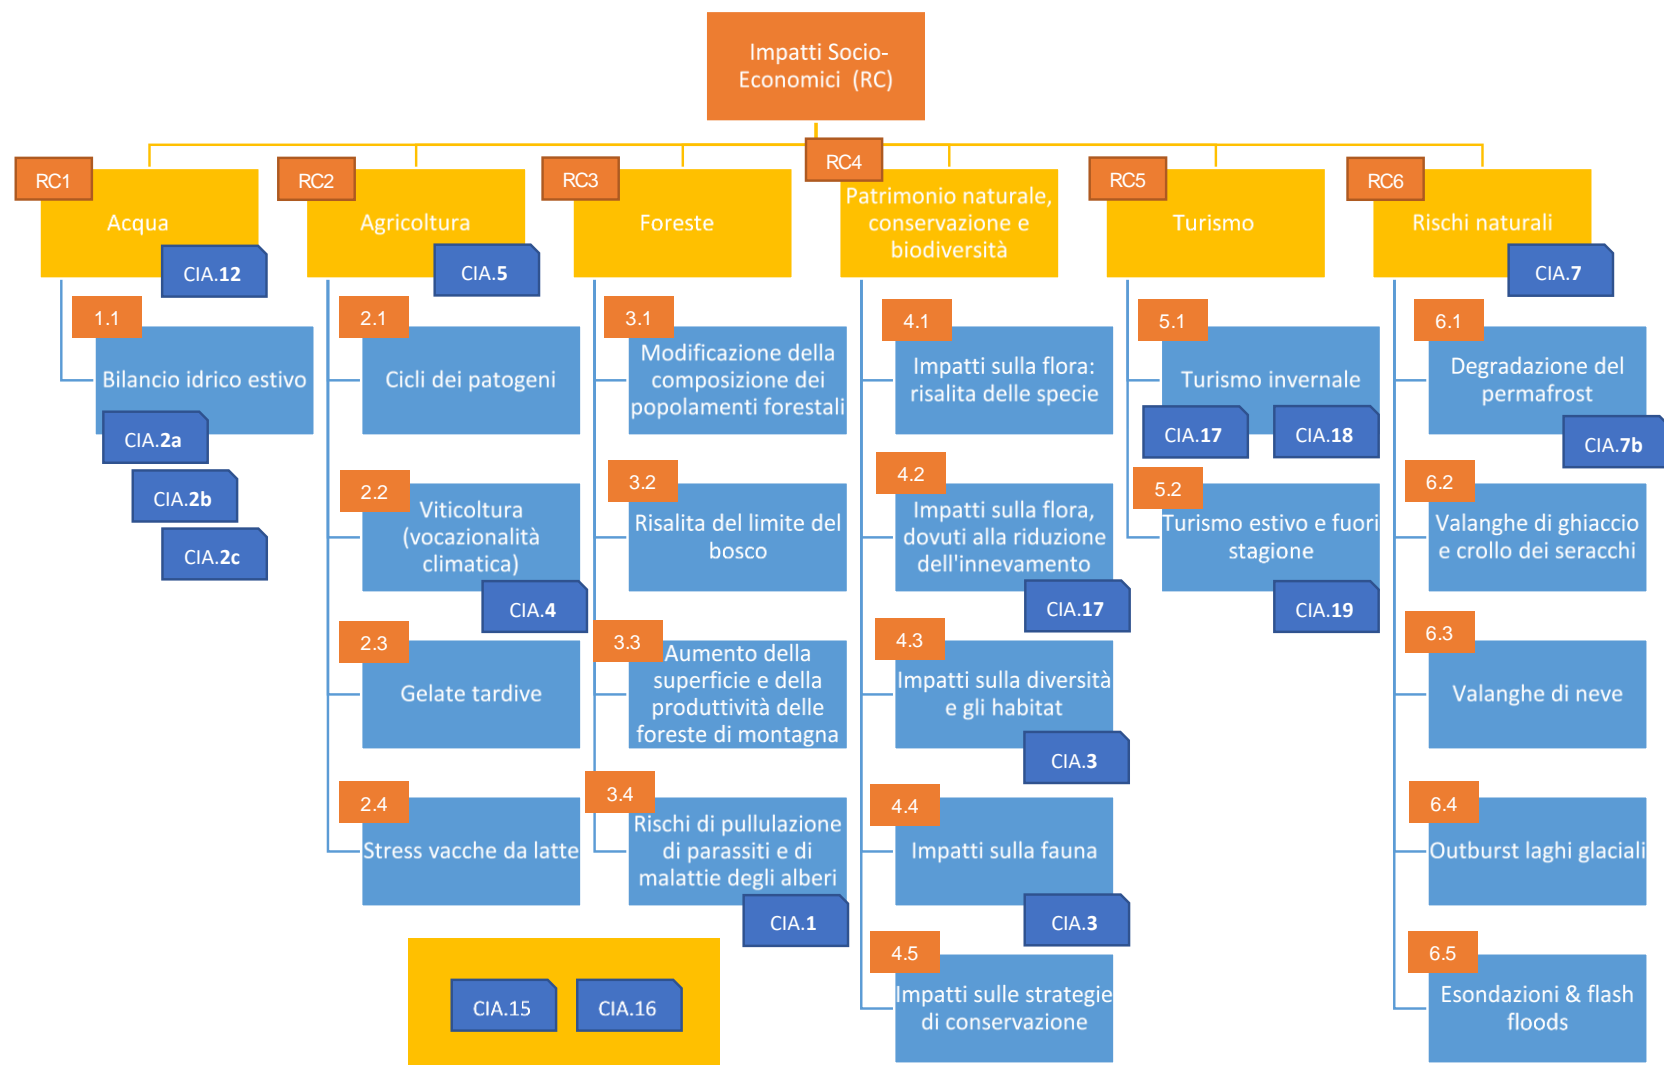 Impatti Socio-
Economici (RC)
RC1
Acqua
CIA.12
1.1
Bilancio idrico estivo
CIA.2a
CIA.2b
CIA.2c
RC2
Agricoltura
CIA.5
2.1
Cicli dei patogeni
2.2
Viticoltura
(vocazionalità
climatica)
CIA.4
2.3
Gelate tardive
2.4
Stress vacche da latte
RC3
Foreste
3.1
Modificazione della
composizione dei
popolamenti forestali
3.2
Risalita del limite del
bosco
3.3
Aumento della
superficie e della
produttività delle
foreste di montagna
3.4
Rischi di pullulazione
di parassiti e di
malattie degli alberi
CIA.1
RC4
Patrimonio naturale,
conservazione e
biodiversità
4.1
Impatti sulla flora:
risalita delle specie
4.2
Impatti sulla flora,
dovuti alla riduzione
dell'innevamento
CIA.17
4.3
Impatti sulla diversità
e gli habitat
CIA.3
4.4
Impatti sulla fauna
CIA.3
4.5
Impatti sulle strategie
di conservazione
RC5
Turismo
5.1
Turismo invernale
CIA.17
CIA.18
5.2
Turismo estivo e fuori
stagione
CIA.19
RC6
Rischi naturali
CIA.7
6.1
Degradazione del
permafrost
CIA.7b
6.2
Valanghe di ghiaccio
e crollo dei seracchi
6.3
Valanghe di neve
6.4
Outburst laghi glaciali
6.5
Esondazioni & flash
floods
CIA.15
CIA.16